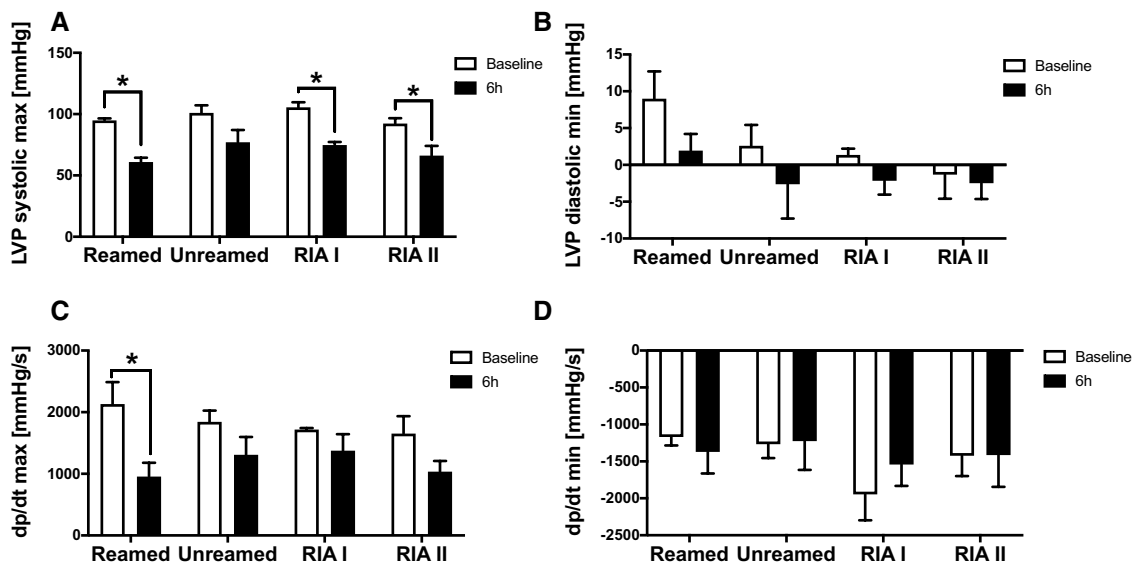 A
LVP systolic max [mmHg]
150
100
50
0
*
*
*
Baseline
6h
Reamed Unreamed RIA I RIA II
B
LVP diastolic min [mmHg]
15
10
5
0
-5
-10
Baseline
6h
Reamed Unreamed RIA I RIA II
C
dp/dt max [mmHg/s]
3000
2000
1000
0
*
Baseline
6h
Reamed Unreamed RIA I RIA II
D
dp/dt min [mmHg/s]
0
-500
-1000
-1500
-2000
-2500
Baseline
6h
Reamed Unreamed RIA I RIA II